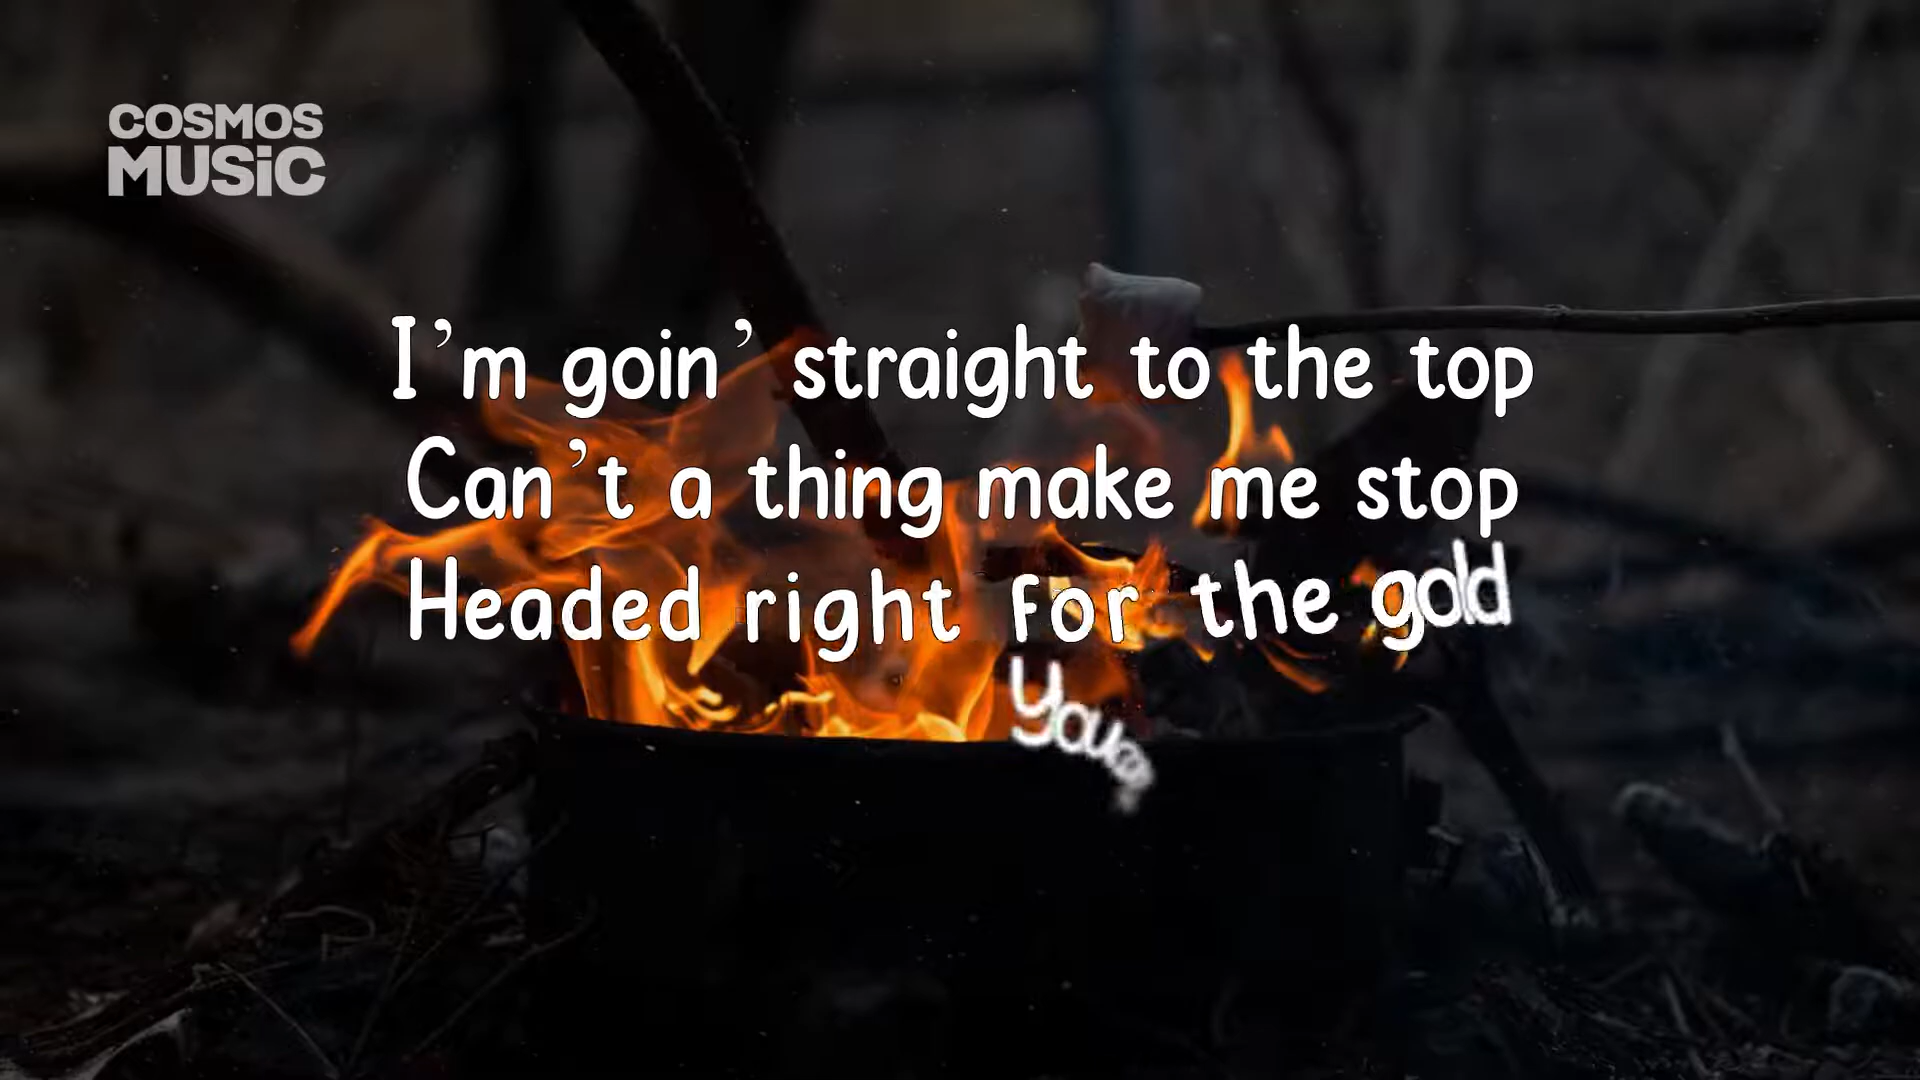 COSMOS
MUSiC
I’m goin’ straight to the top
Can’t a thing make me stop
Headed right for the gold